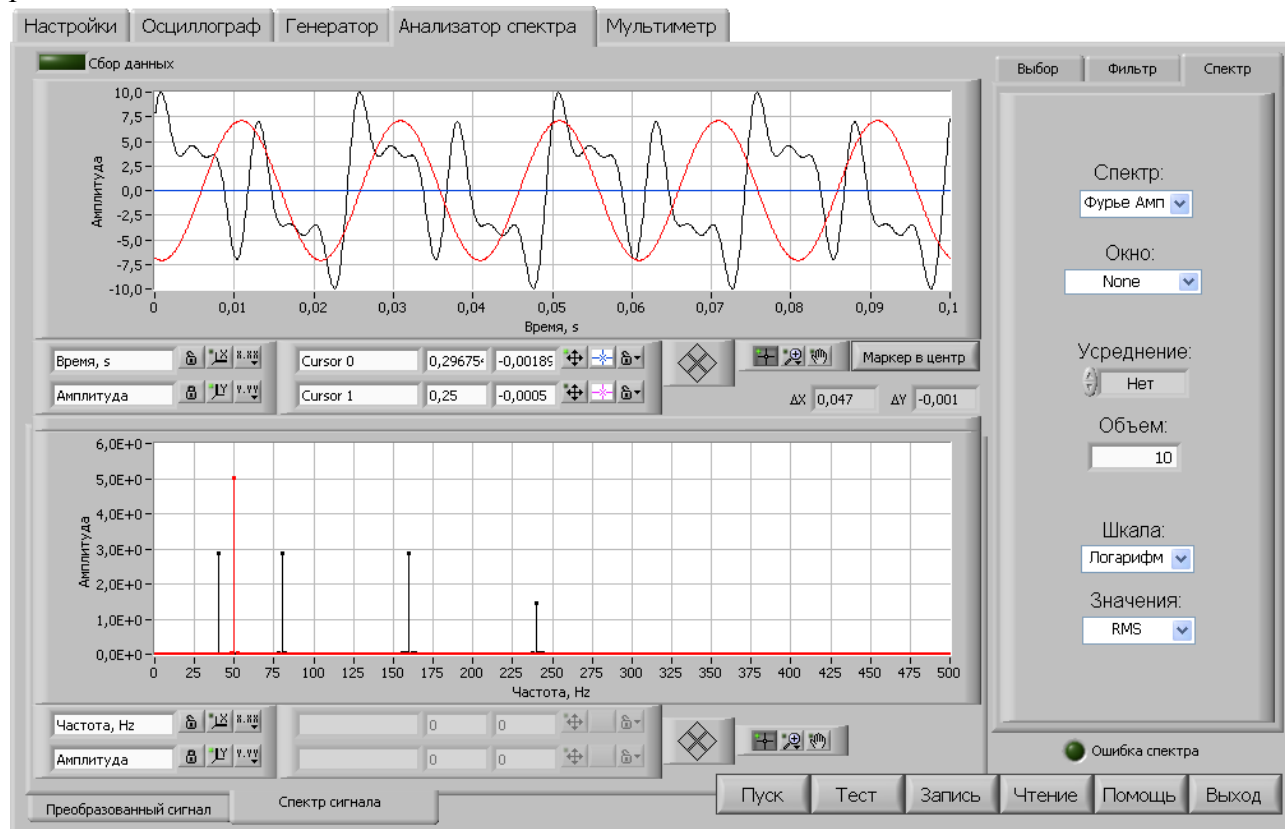 Настройки Осциллограф Генератор Анализатор спектра Мультиметр
Сбор данных
Выбор Фильтр Спектр
10,0
7,5
5,0
2,5
0,0
-2,5
-5,0
-7,5
-10,0
Амплитуда
0 0,01 0,02 0,03 0,04 0,05 0,06 0,07 0,08 0,09 0,1
Время, s
Время, s Cursor 0 0,29675 -0,00189 Маркер в центр
Амплитуда Cursor 1 0,25 -0,0005 ΔX 0,047 ΔY -0,001
6,0E+0
5,0E+0
4,0E+0
3,0E+0
2,0E+0
1,0E+0
0,0E+0
Амплитуда
0 25 50 75 100 125 150 175 200 225 250 275 300 325 350 375 400 425 450 475 500
Частота, Hz
Частота, Hz 0 0
Амплитуда 0 0
Преобразованный сигнал Спектр сигнала
Спектр:
Фурье Амп
Окно:
None
Усреднение:
Нет
Объем:
10
Шкала:
Логарифм
Значения:
RMS
Ошибка спектра
Пуск Тест Запись Чтение Помощь Выход